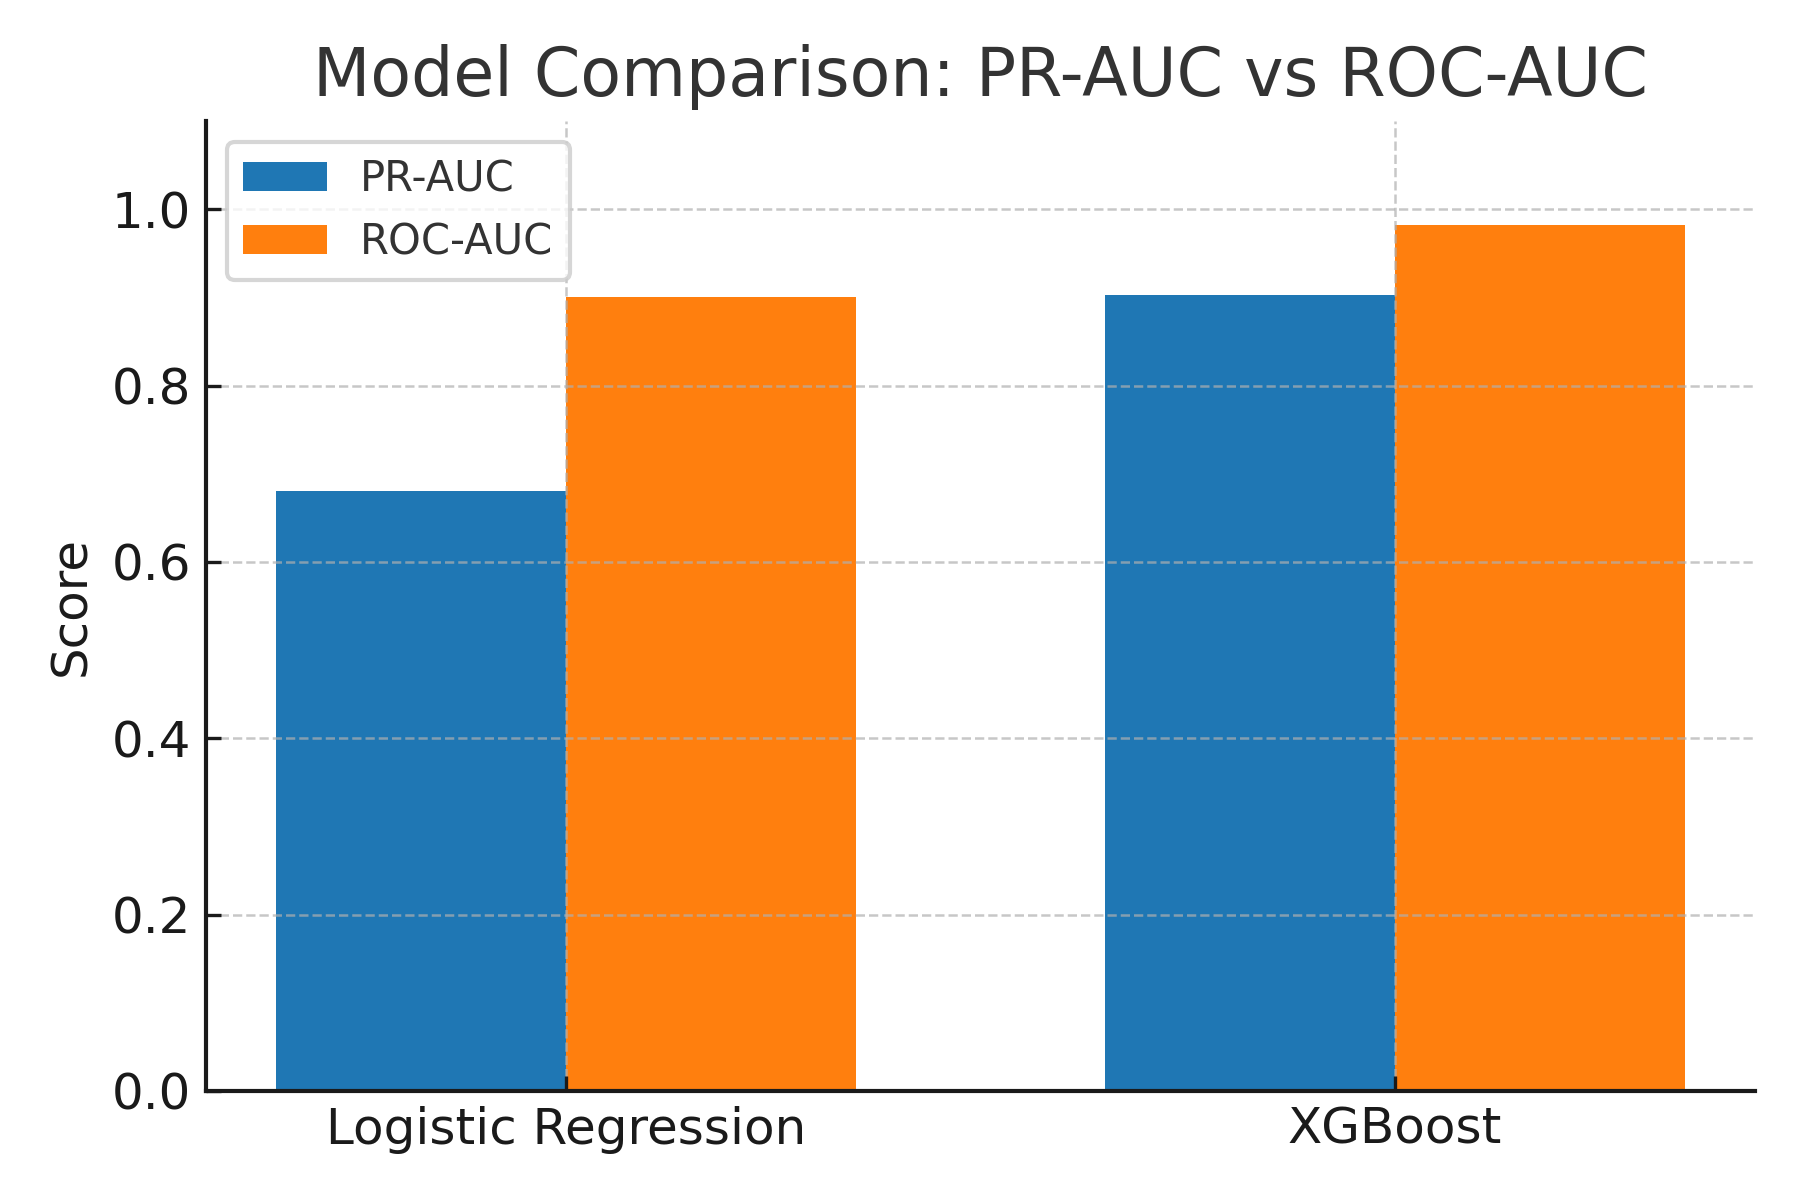 Model Comparison: PR-AUC vs ROC-AUC
PR-AUC
ROC-AUC
1.0
0.8
0.6
0.4
0.2
0.0
Score
Logistic Regression
XGBoost